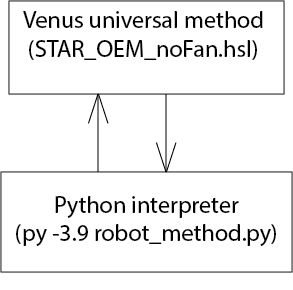 Venus universal method
(STAR_OEM_noFan.hsl)
Python interpreter
(py -3.9 robot_method.py)